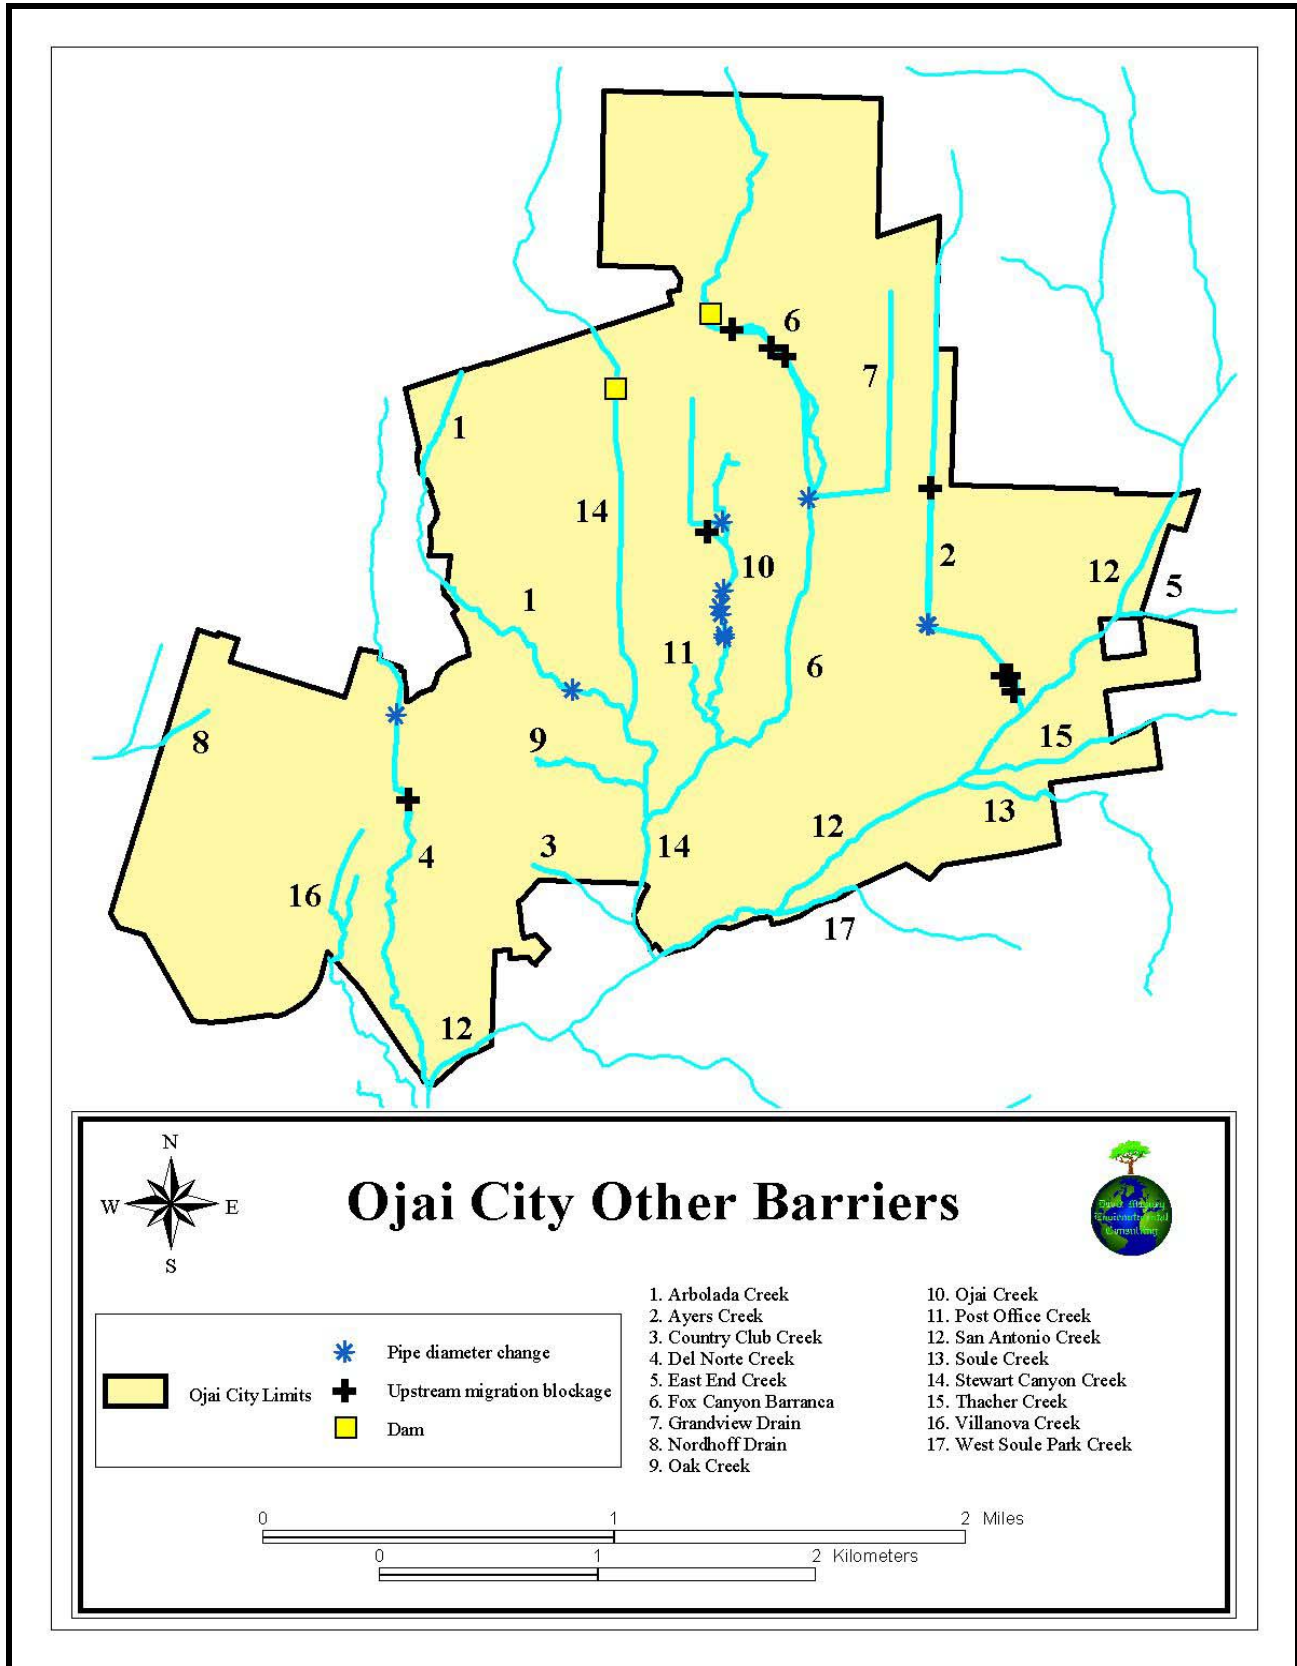 6
7
1
14
2
12
10
5
1
11
6
15
9
8
13
12
3
14
4
16
17
12
N
W E
S
Ojai City Other Barriers
Environmental
Consulting
Ojai City Limits
Pipe diameter change
Upstream migration blockage
Dam
1. Arbolada Creek
2. Ayers Creek
3. Country Club Creek
4. Del Norte Creek
5. East End Creek
6. Fox Canyon Barranca
7. Grandview Drain
8. Nordhoff Drain
9. Oak Creek
10. Ojai Creek
11. Post Office Creek
12. San Antonio Creek
13. Soule Creek
14. Stewart Canyon Creek
15. Thacher Creek
16. Villanova Creek
17. West Soule Park Creek
0 1 2 Miles
0 1 2 Kilometers